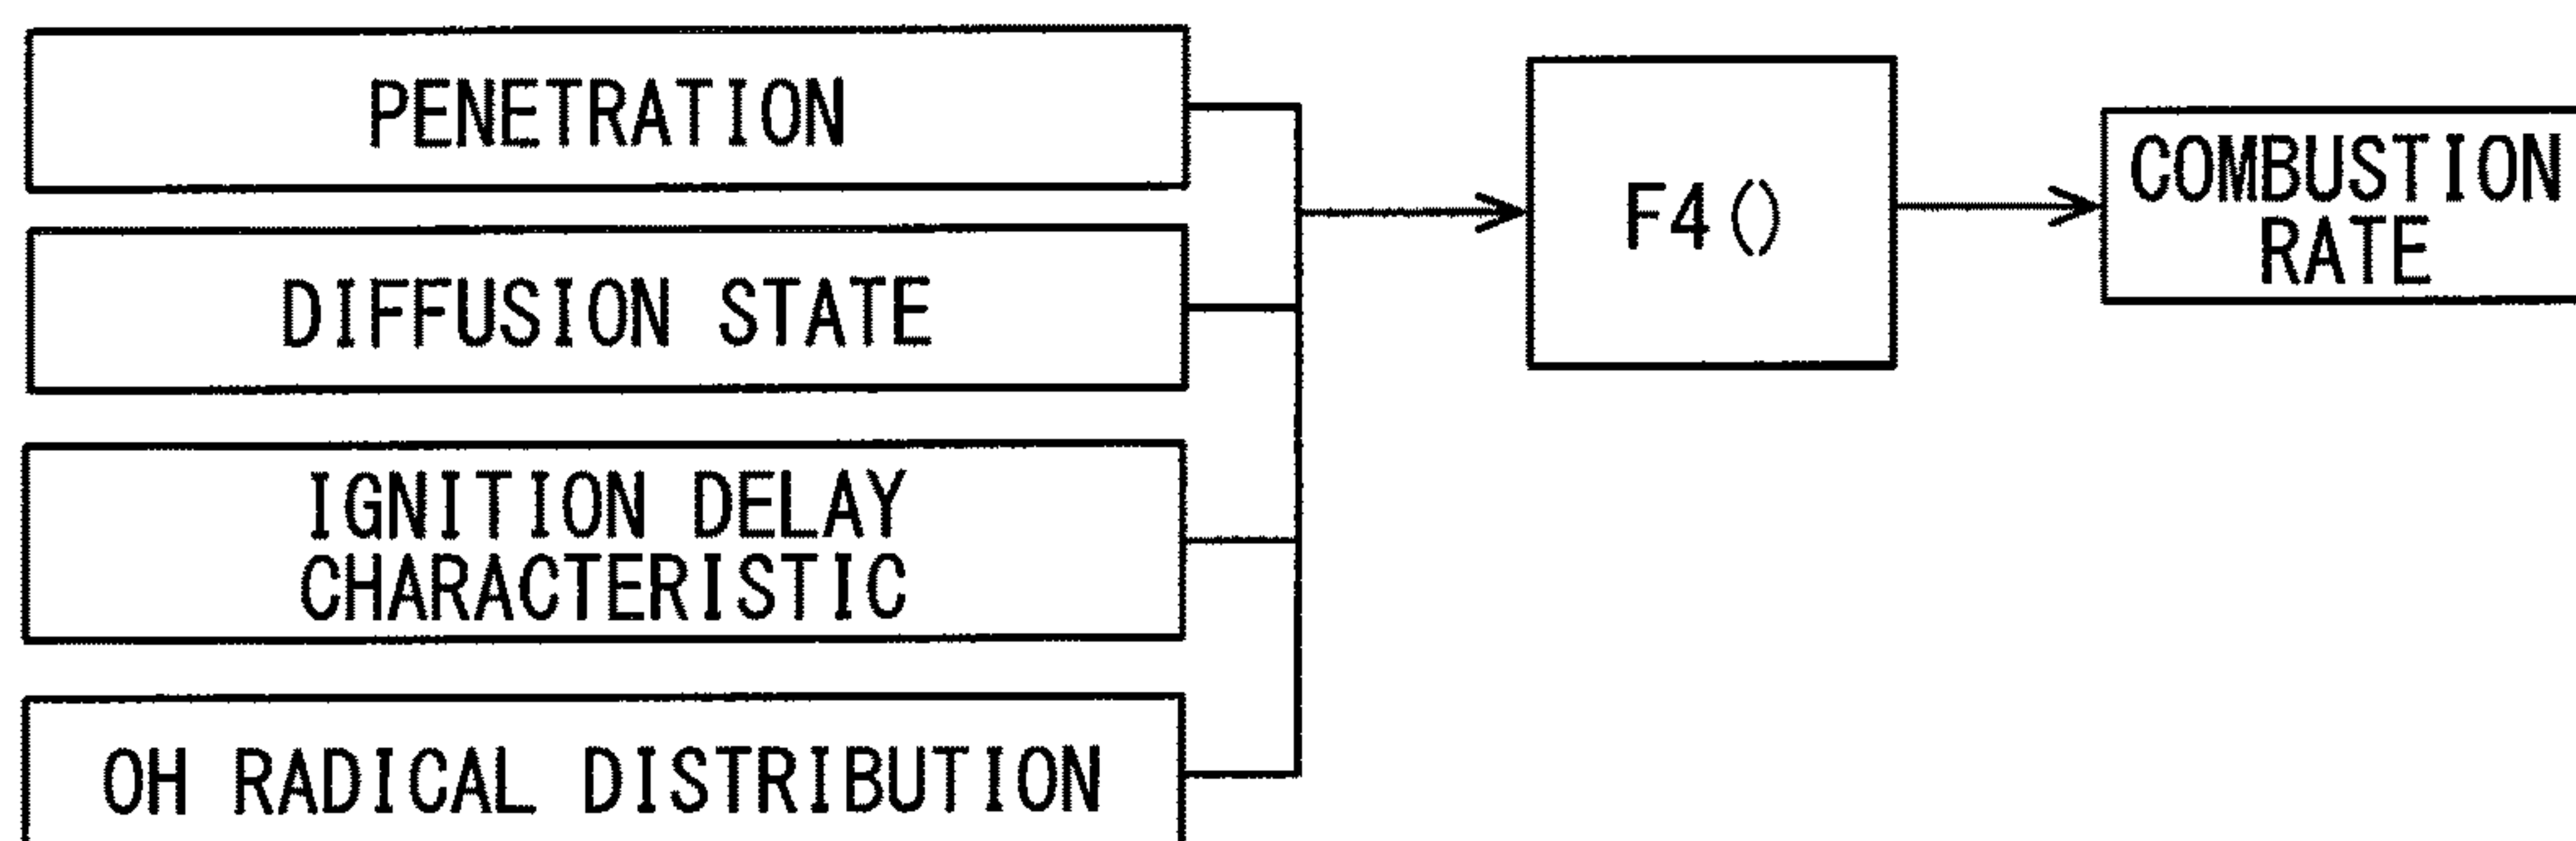 PENETRATION
DIFFUSION STATE
IGNITION DELAY
CHARACTERISTIC
OH RADICAL DISTRIBUTION
F4()
COMBUSTION
RATE